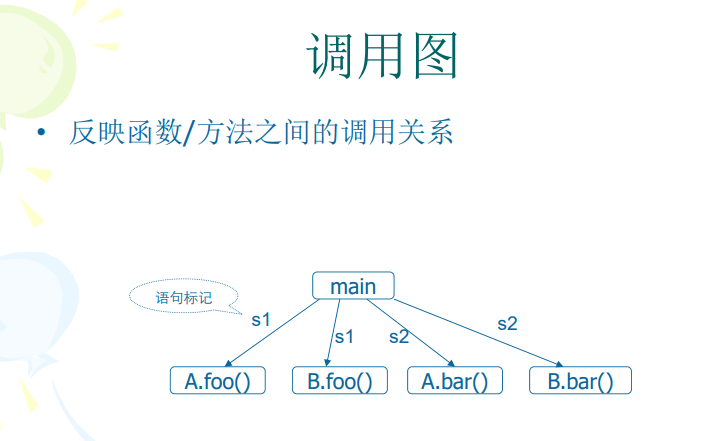 调用图
• 反映函数/方法之间的调用关系
main
语句标记
s1
s1
s2
s2
A.foo()
B.foo()
A.bar()
B.bar()